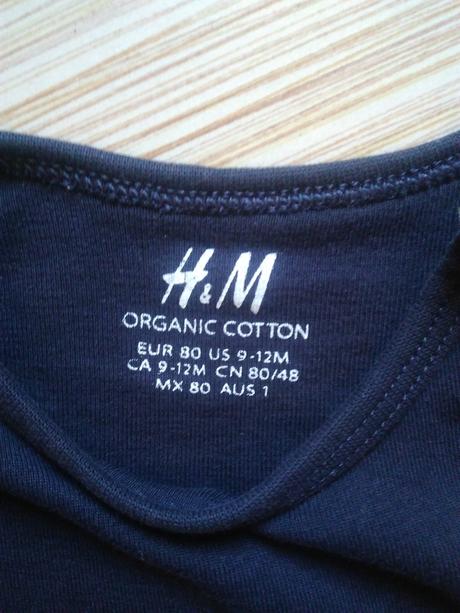 H&M
ORGANIC COTTON
EUR 80 US 9-12M
CA 9-12M CN 80/48
MX 80 AUS 1